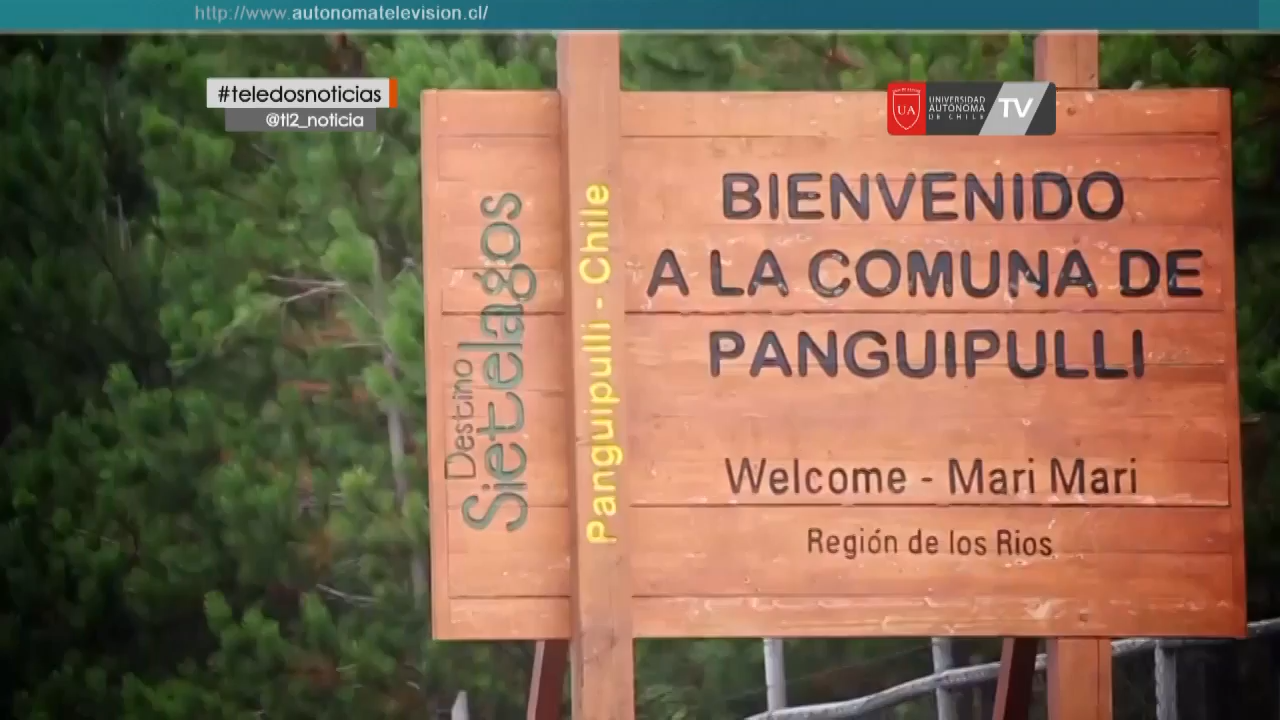 http://www.autonomatelevision.cl/
#teledosnoticias
@tl2_noticia
UA
UNIVERSIDAD
AUTÓNOMA
DE CHILE
TV
BIENVENIDO
A LA COMUNA DE
PANGUIPULLI
Welcome - Mari Mari
Región de los Rios
Destino
Sietelagos
Panguipulli - Chile